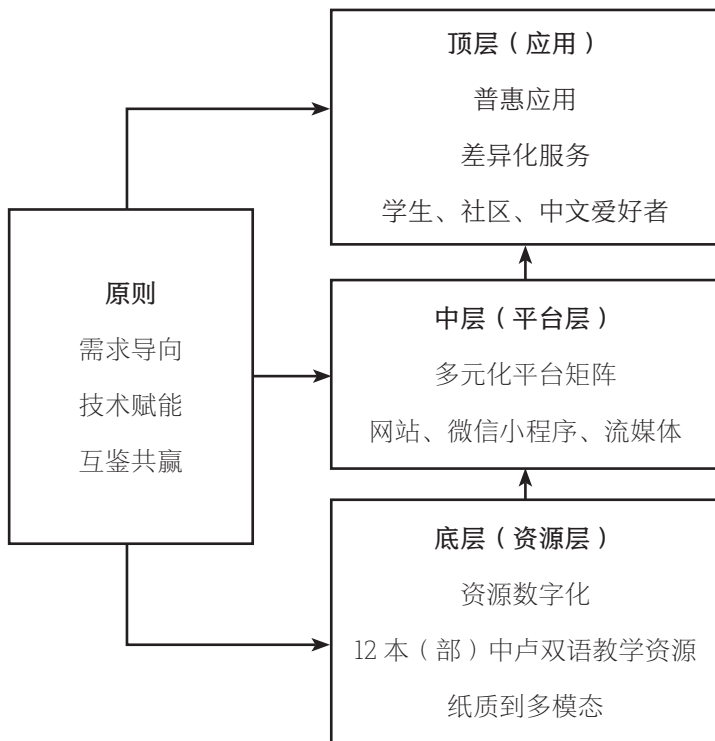 顶层（应用）
普惠应用
差异化服务
学生、社区、中文爱好者
原则
需求导向
技术赋能
互鉴共赢
中层（平台层）
多元化平台矩阵
网站、微信小程序、流媒体
底层（资源层）
资源数字化
12 本（部）中卢双语教学资源
纸质到多模态